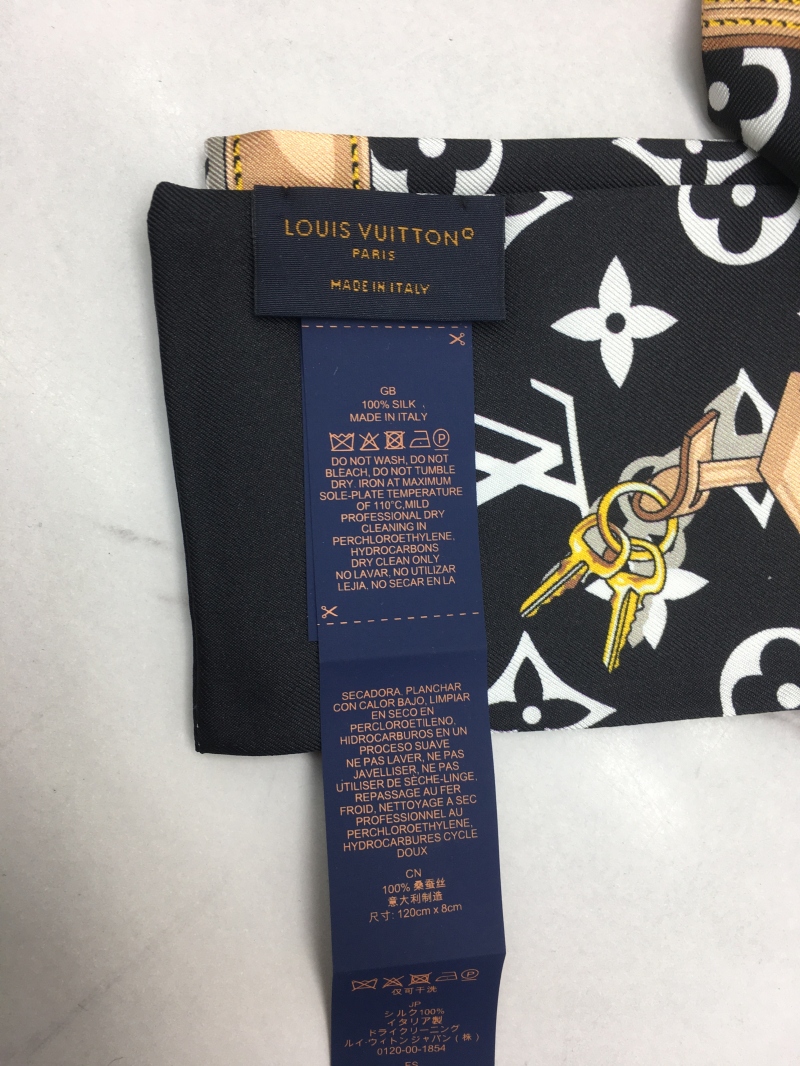 LOUIS VUITTON®
PARIS
MADE IN ITALY
GB
100% SILK
MADE IN ITALY
DO NOT WASH, DO NOT
BLEACH, DO NOT TUMBLE
DRY. IRON AT MAXIMUM
SOLE-PLATE TEMPERATURE
OF 110°C,MILD
PROFESSIONAL DRY
CLEANING IN
PERCHLOROETHYLENE,
HYDROCARBONS
DRY CLEAN ONLY
NO LAVAR, NO UTILIZAR
LEJIA, NO SECAR EN LA
SECADORA, PLANCHAR
CON CALOR BAJO, LIMPIAR
EN SECO EN
PERCLOROETILENO,
HIDROCARBUROS EN UN
PROCESO SUAVE
NE PAS LAVER, NE PAS
JAVELLISER, NE PAS
UTILISER DE SÈCHE-LINGE,
REPASSAGE AU FER
FROID, NETTOYAGE A SEC
PROFESSIONNEL AU
PERCHLOROETHYLENE,
HYDROCARBURES CYCLE
DOUX
CN
100% 桑蚕丝
意大利制造
尺寸: 120cm x 8cm
仅可干洗
JP
シルク100%
イタリア製
ドライクリーニング
ルイ·ヴィトンジャパン(株)
0120-00-1854
ES